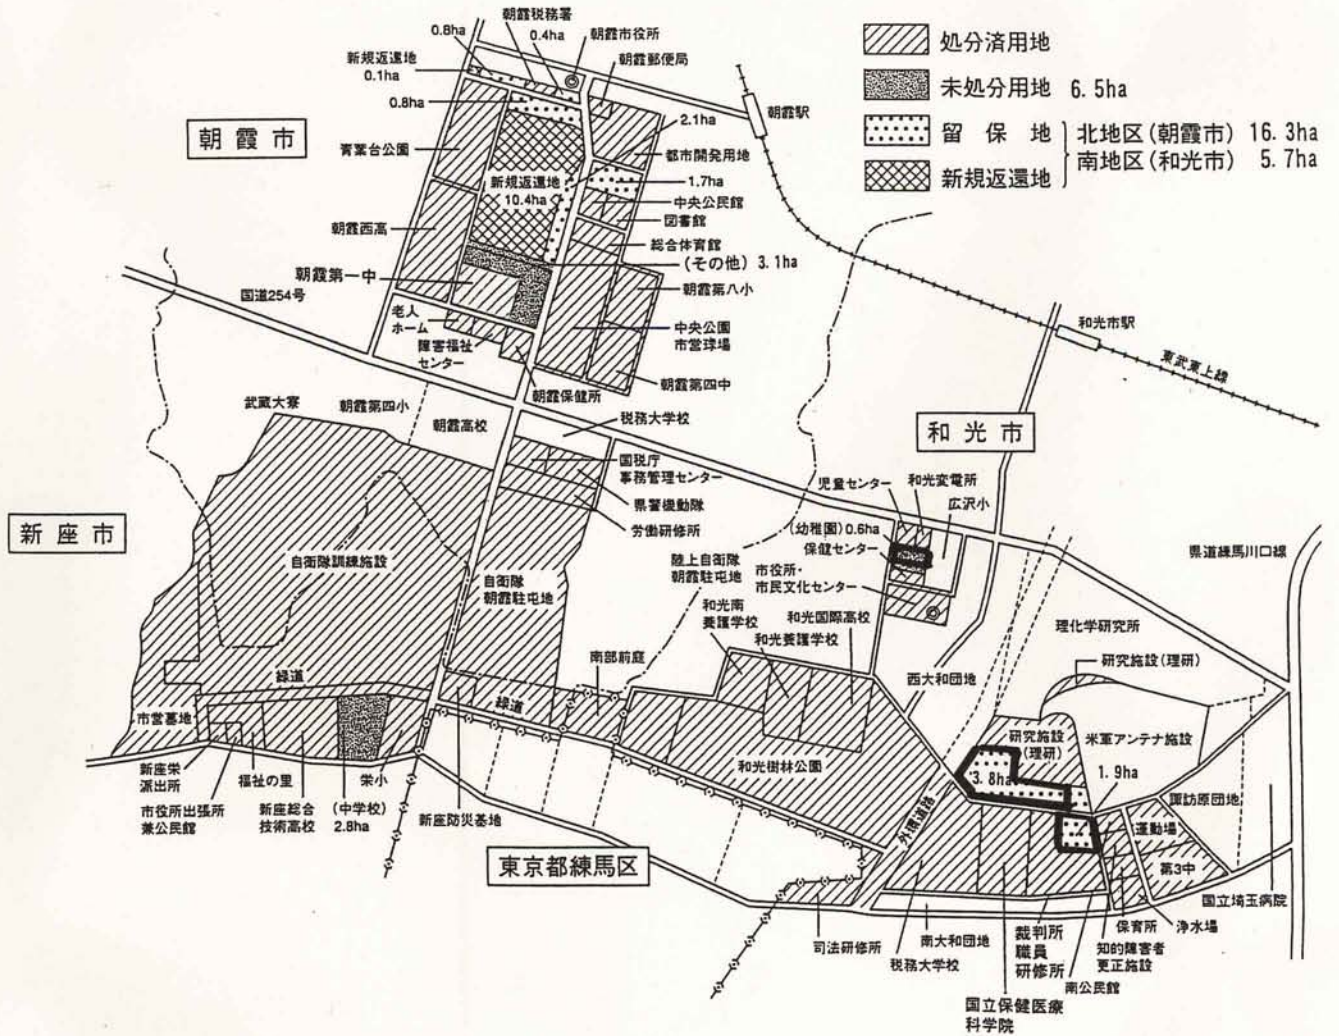 処分済用地
未処分用地 6.5ha
留保地
新規返還地
北地区(朝霞市) 16.3ha
南地区(和光市) 5.7ha
朝霞税務署
0.8ha
0.4ha
朝霞市役所
新規返還地
0.1ha
朝霞郵便局
0.8ha
朝霞駅
朝霞市
2.1ha
青葉台公園
都市開発用地
新規返還地
10.4ha
1.7ha
中央公民館
図書館
朝霞西高
総合体育館
(その他) 3.1ha
朝霞第一中
朝霞第八小
国道254号
老人
ホーム
障害福祉
センター
中央公園
市営球場
和光市駅
東武東上線
朝霞第四中
朝霞保健所
武蔵大寮
朝霞第四小
朝霞高校
税務大学校
和光市
国税庁
事務管理センター
県警機動隊
労働研修所
児童センター
和光変電所
広沢小
(幼稚園)0.6ha
保健センター
市役所・
市民文化センター
新座市
県道練馬川口線
自衛隊訓練施設
自衛隊
朝霞駐屯地
陸上自衛隊
朝霞駐屯地
和光南
養護学校
和光養護学校
和光国際高校
理化学研究所
研究施設(理研)
南部前庭
西大和団地
緑道
緑道
市営墓地
研究施設
(理研)
米軍アンテナ施設
3.8ha
1.9ha
和光樹林公園
諏訪原団地
新座栄
派出所
福祉の里
市役所出張所
兼公民館
新座総合
技術高校
(中学校)
2.8ha
栄小
新座防災基地
外環道路
運動場
第3中
東京都練馬区
国立埼玉病院
司法研修所
南大和団地
税務大学校
裁判所
職員
研修所
保育所
浄水場
知的障害者
更正施設
南公民館
国立保健医療
科学院